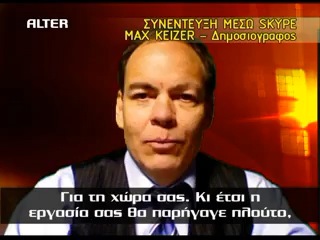 ALTER
ΣΥΝΕΝΤΕΥΞΗ ΜΕΣΩ SKYPE
MAX KEIZER - Δημοσιογράφος
Για τη χώρα σας. Κι έτσι η
εργασία σας θα παρήγαγε πλούτο,